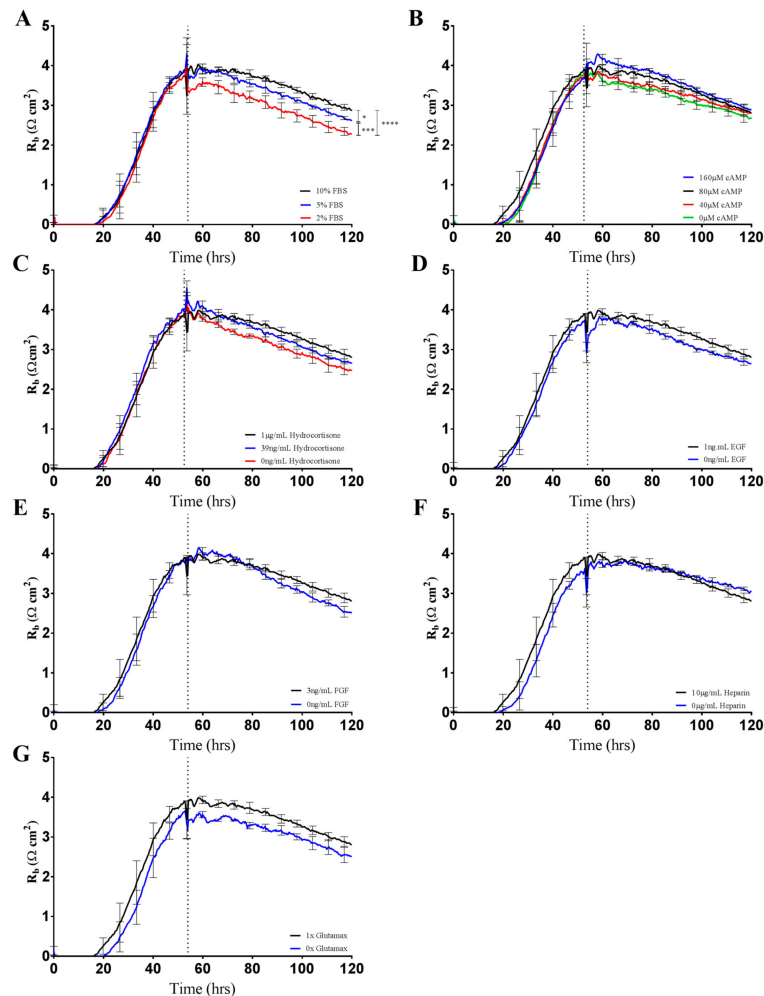 A
R_b (Ω cm²)
5
4
3
2
1
0
*
***
****
10% FBS
5% FBS
2% FBS
0 20 40 60 80 100 120
Time (hrs)
B
R_b (Ω cm²)
5
4
3
2
1
0
160μM cAMP
80μM cAMP
40μM cAMP
0μM cAMP
0 20 40 60 80 100 120
Time (hrs)
C
R_b (Ω cm²)
5
4
3
2
1
0
1μg/mL Hydrocortisone
39ng/mL Hydrocortisone
0ng/mL Hydrocortisone
0 20 40 60 80 100 120
Time (hrs)
D
R_b (Ω cm²)
5
4
3
2
1
0
1ng.mL EGF
0ng/mL EGF
0 20 40 60 80 100 120
Time (hrs)
E
R_b (Ω cm²)
5
4
3
2
1
0
3ng/mL FGF
0ng/mL FGF
0 20 40 60 80 100 120
Time (hrs)
F
R_b (Ω cm²)
5
4
3
2
1
0
10μg/mL Heparin
0μg/mL Heparin
0 20 40 60 80 100 120
Time (hrs)
G
R_b (Ω cm²)
5
4
3
2
1
0
1x Glutamax
0x Glutamax
0 20 40 60 80 100 120
Time (hrs)